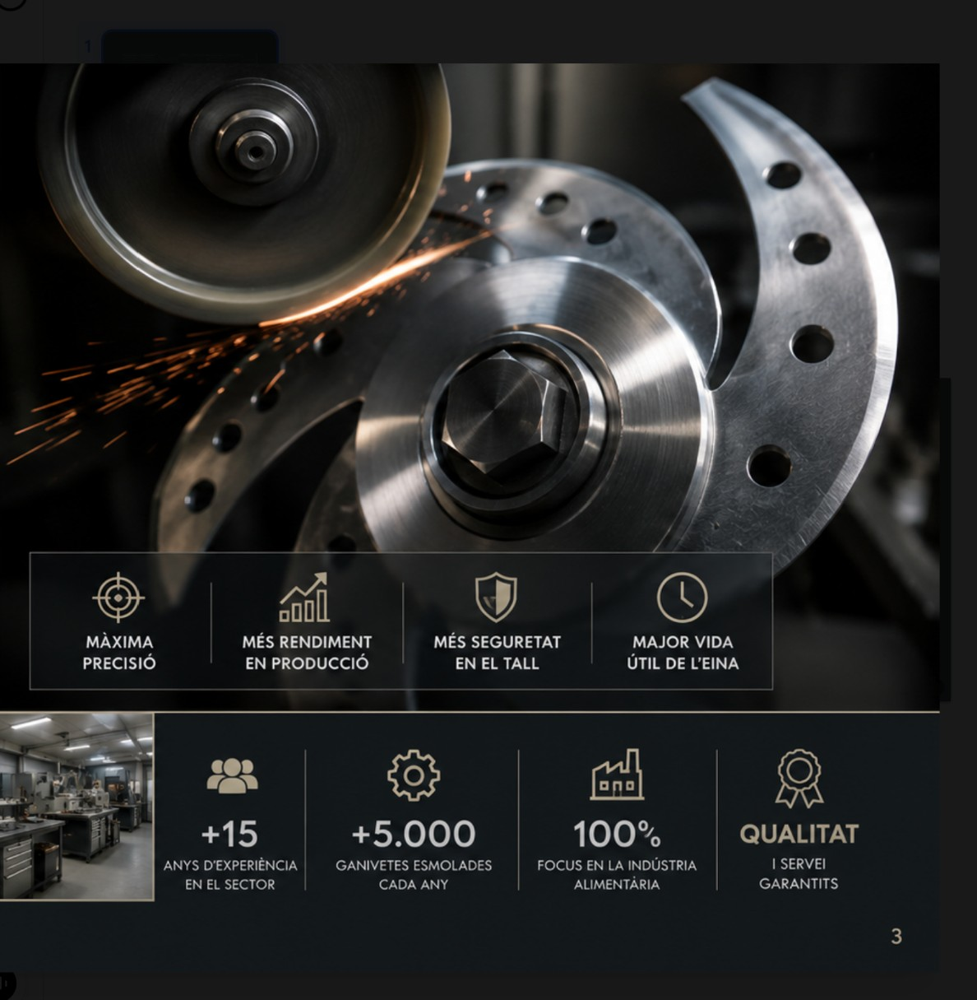 1
MÀXIMA
PRECISIÓ
MÉS RENDIMENT
EN PRODUCCIÓ
MÉS SEGURETAT
EN EL TALL
MAJOR VIDA
ÚTIL DE L'EINA
+15
ANYS D'EXPERIÈNCIA
EN EL SECTOR
+5.000
GANIVETES ESMOLADES
CADA ANY
100%
FOCUS EN LA INDÚSTRIA
ALIMENTÀRIA
QUALITAT
I SERVEI
GARANTITS
3